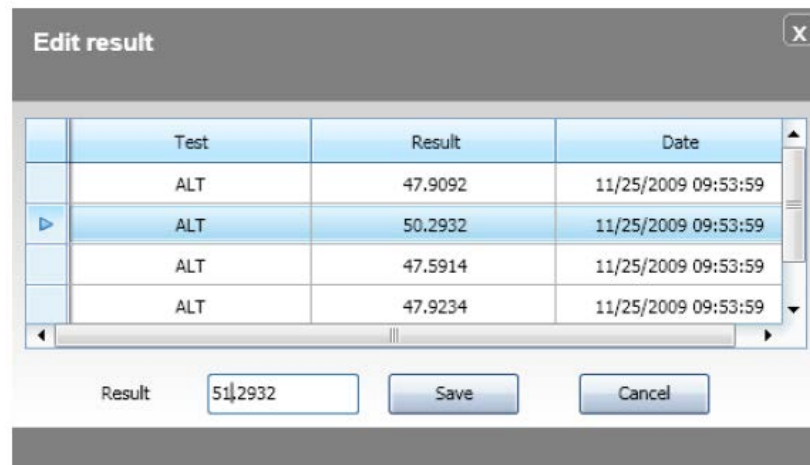 Edit result
x
Test Result Date
ALT 47.9092 11/25/2009 09:53:59
ALT 50.2932 11/25/2009 09:53:59
ALT 47.5914 11/25/2009 09:53:59
ALT 47.9234 11/25/2009 09:53:59
Result 51.2932 Save Cancel